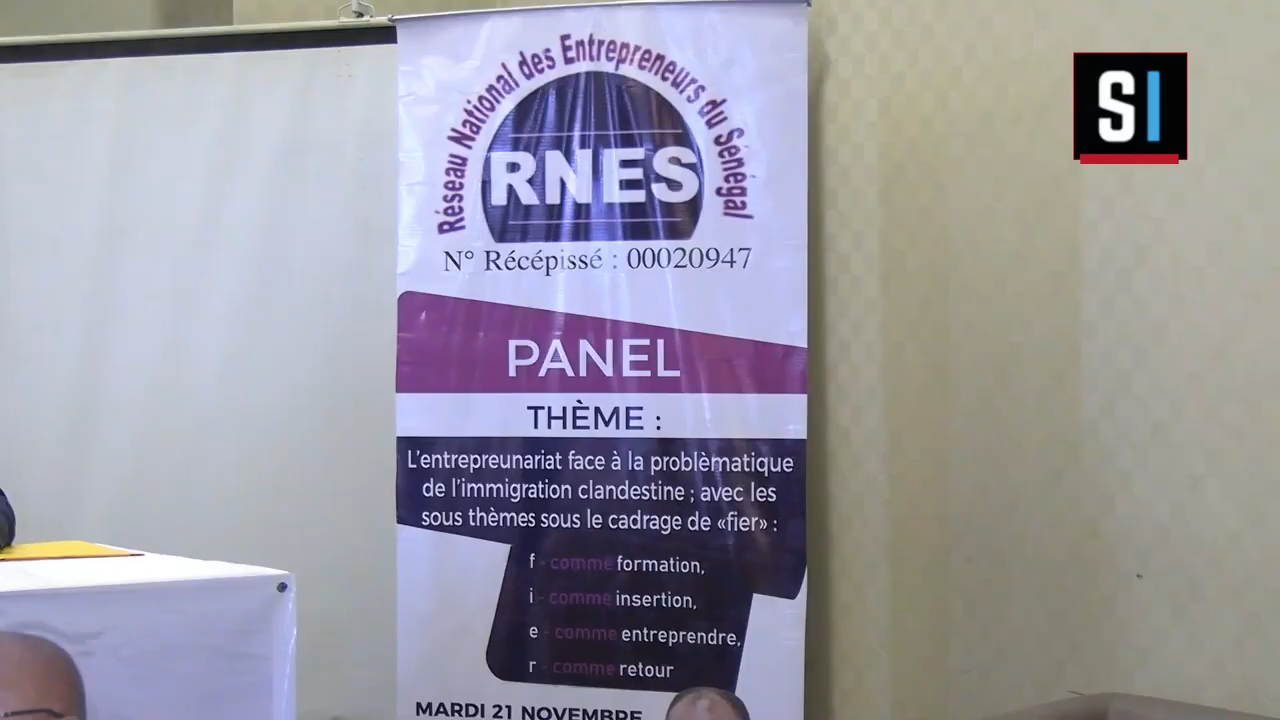 Réseau National des Entrepreneurs du Sénégal
RNES
N° Récépissé : 00020947
PANEL
THÈME :
L'entrepreunariat face à la problèmatique
de l'immigration clandestine ; avec les
sous thèmes sous le cadrage de «fier» :
f - comme formation,
i - comme insertion,
e - comme entreprendre,
r - comme retour
MARDI 21 NOVEMBRE
SI